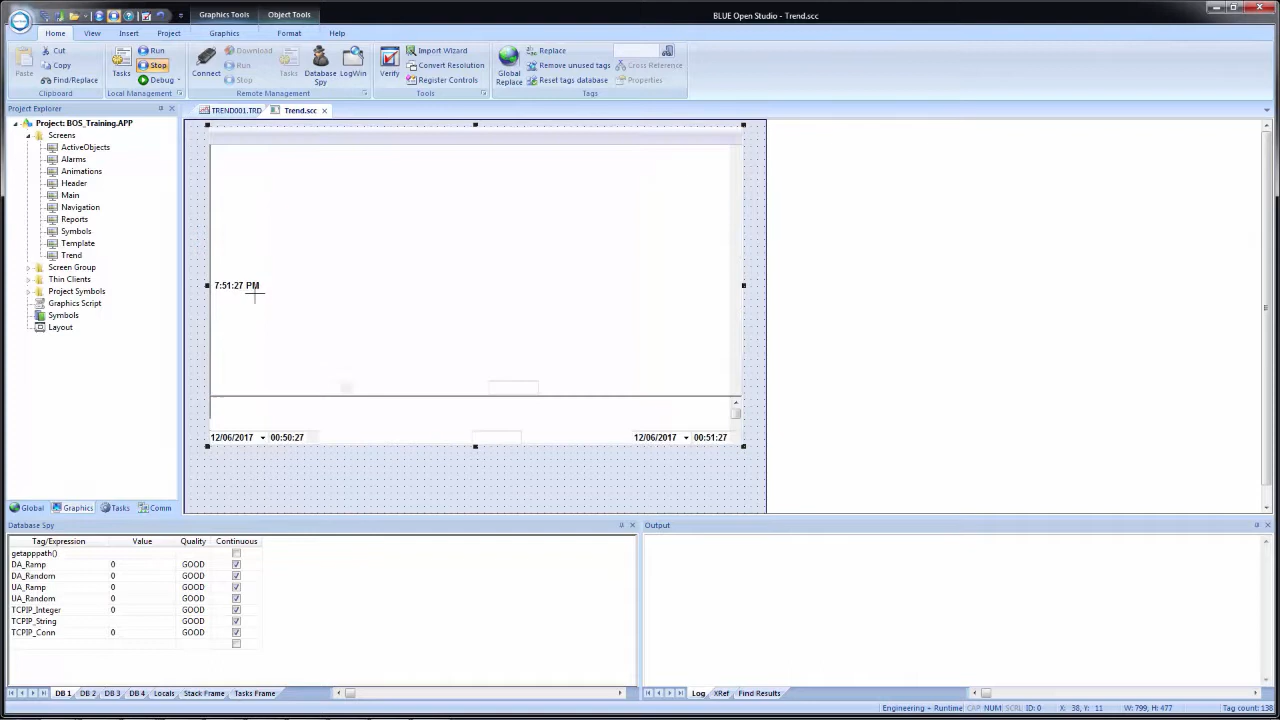 Graphics Tools Object Tools BLUE Open Studio - Trend.scc
Home View Insert Project Graphics Format Help
Paste Cut Copy Find/Replace
Clipboard
Tasks Run Stop Debug
Local Management
Connect Download Run Stop Tasks Database Spy LogWin
Remote Management
Verify Import Wizard Convert Resolution Register Controls
Tools
Global Replace Replace Remove unused tags Reset tags database Cross Reference Properties
Tags
Project Explorer
TREND001.TRD Trend.scc
Project: BOS_Training.APP
Screens
ActiveObjects
Alarms
Animations
Header
Main
Navigation
Reports
Symbols
Template
Trend
Screen Group
Thin Clients
Project Symbols
Graphics Script
Symbols
Layout
7:51:27 PM
12/06/2017 00:50:27 12/06/2017 00:51:27
Global Graphics Tasks Comm
Database Spy
Tag/Expression Value Quality Continuous
getapppath()
DA_Ramp 0 GOOD
DA_Random 0 GOOD
UA_Ramp 0 GOOD
UA_Random 0 GOOD
TCPIP_Integer 0 GOOD
TCPIP_String GOOD
TCPIP_Conn 0 GOOD
DB 1 DB 2 DB 3 DB 4 Locals Stack Frame Tasks Frame
Output
Log XRef Find Results
Engineering + Runtime CAP NUM SCRL ID: 0 X: 38, Y: 11 W: 799, H: 477 Tag count: 138